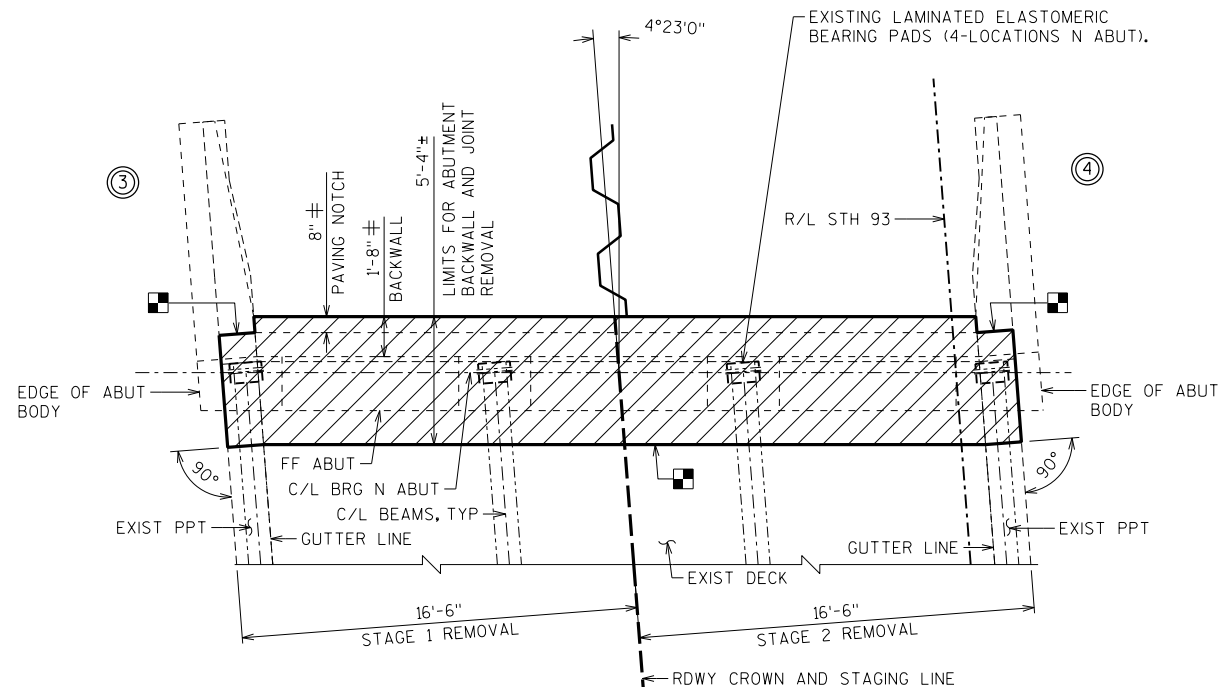 4°23'0"
EXISTING LAMINATED ELASTOMERIC
BEARING PADS (4-LOCATIONS N ABUT).
3
4
8" ±
PAVING NOTCH
1'-8" ±
BACKWALL
5'-4"±
LIMITS FOR ABUTMENT
BACKWALL AND JOINT
REMOVAL
R/L STH 93
EDGE OF ABUT
BODY
EDGE OF ABUT
BODY
90°
FF ABUT
C/L BRG N ABUT
C/L BEAMS, TYP
90°
EXIST PPT
GUTTER LINE
GUTTER LINE
EXIST PPT
EXIST DECK
16'-6"
STAGE 1 REMOVAL
16'-6"
STAGE 2 REMOVAL
RDWY CROWN AND STAGING LINE